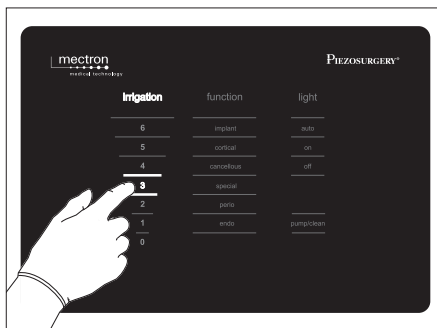 mectron
medical technology
PIEZOSURGERY®
Irrigation function light
6 implant auto
5 cortical on
4 cancellous off
3 special
2 perio
1 endo pump/clean
0